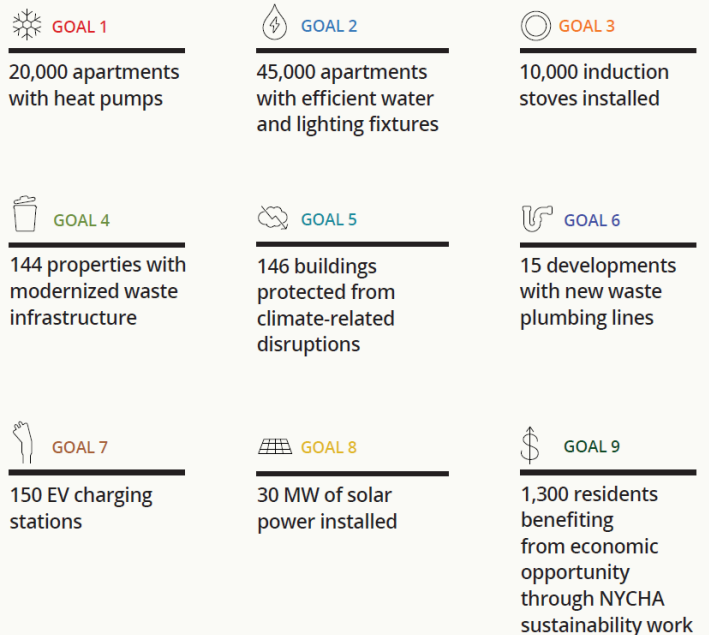 GOAL 1
20,000 apartments
with heat pumps
GOAL 2
45,000 apartments
with efficient water
and lighting fixtures
GOAL 3
10,000 induction
stoves installed
GOAL 4
144 properties with
modernized waste
infrastructure
GOAL 5
146 buildings
protected from
climate-related
disruptions
GOAL 6
15 developments
with new waste
plumbing lines
GOAL 7
150 EV charging
stations
GOAL 8
30 MW of solar
power installed
GOAL 9
1,300 residents
benefiting
from economic
opportunity
through NYCHA
sustainability work